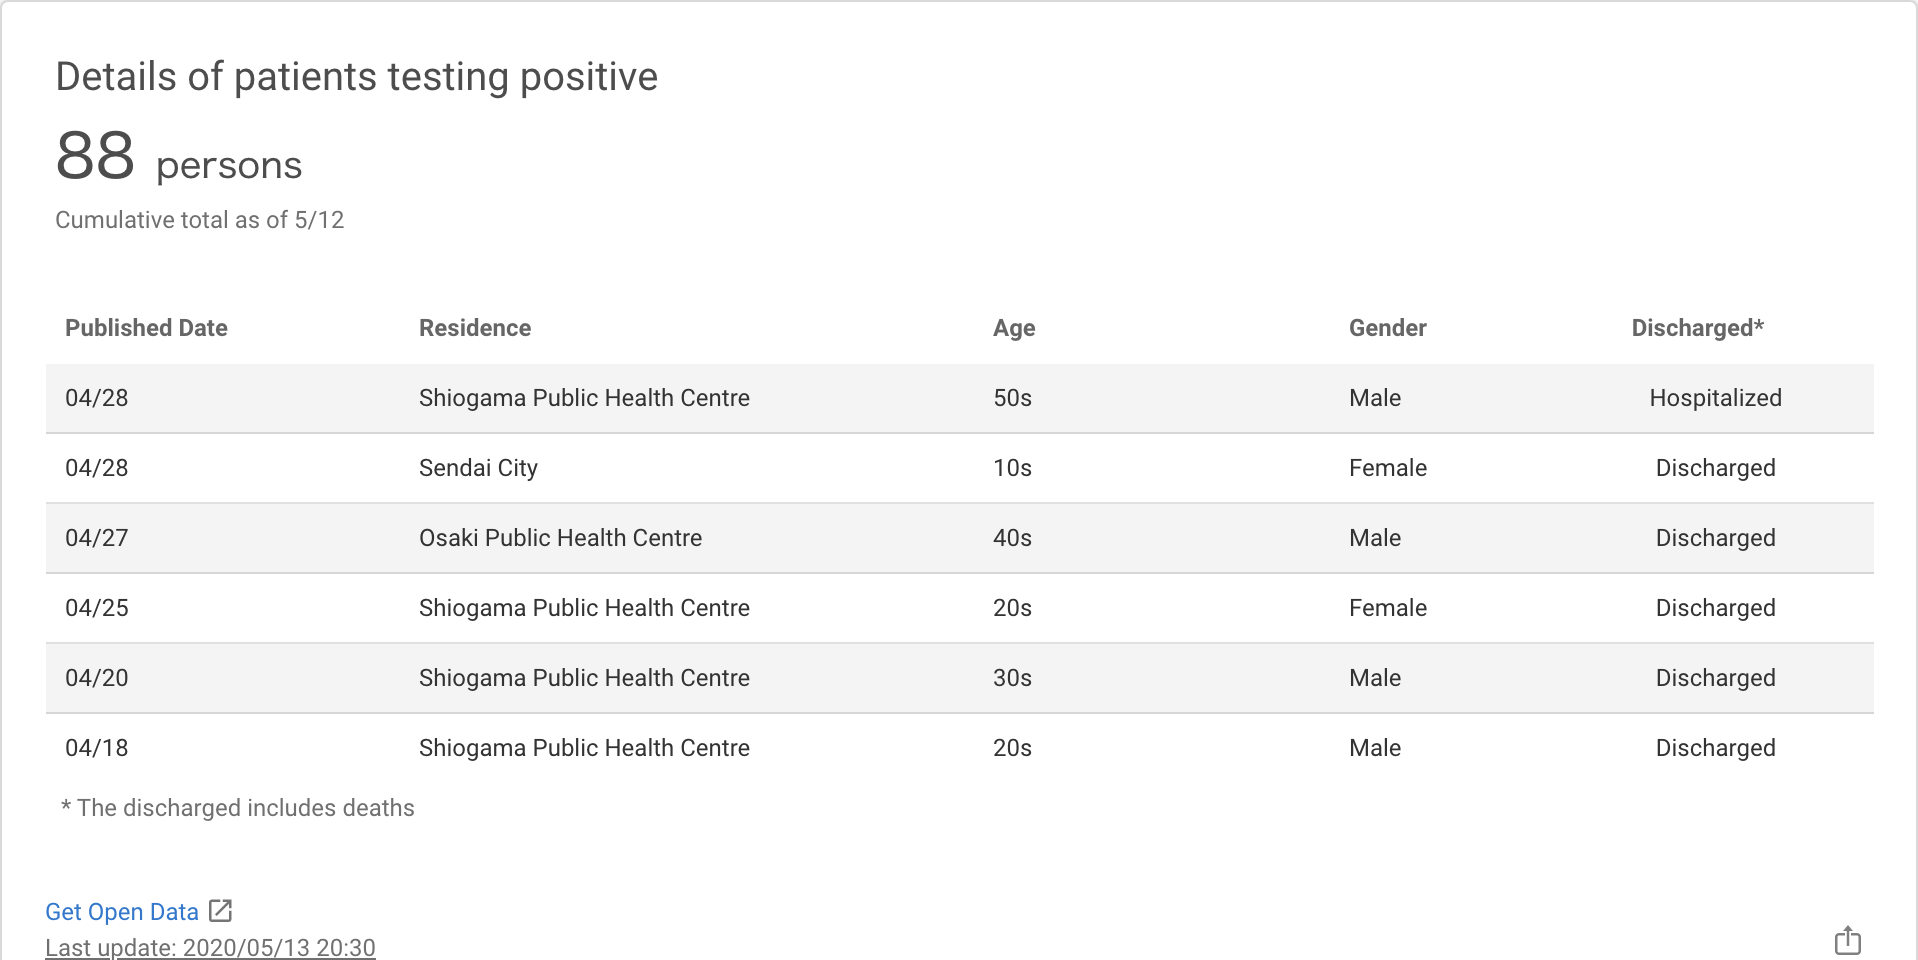 Details of patients testing positive
88 persons
Cumulative total as of 5/12
Published Date Residence Age Gender Discharged*
04/28 Shiogama Public Health Centre 50s Male Hospitalized
04/28 Sendai City 10s Female Discharged
04/27 Osaki Public Health Centre 40s Male Discharged
04/25 Shiogama Public Health Centre 20s Female Discharged
04/20 Shiogama Public Health Centre 30s Male Discharged
04/18 Shiogama Public Health Centre 20s Male Discharged
* The discharged includes deaths
Get Open Data
Last update: 2020/05/13 20:30